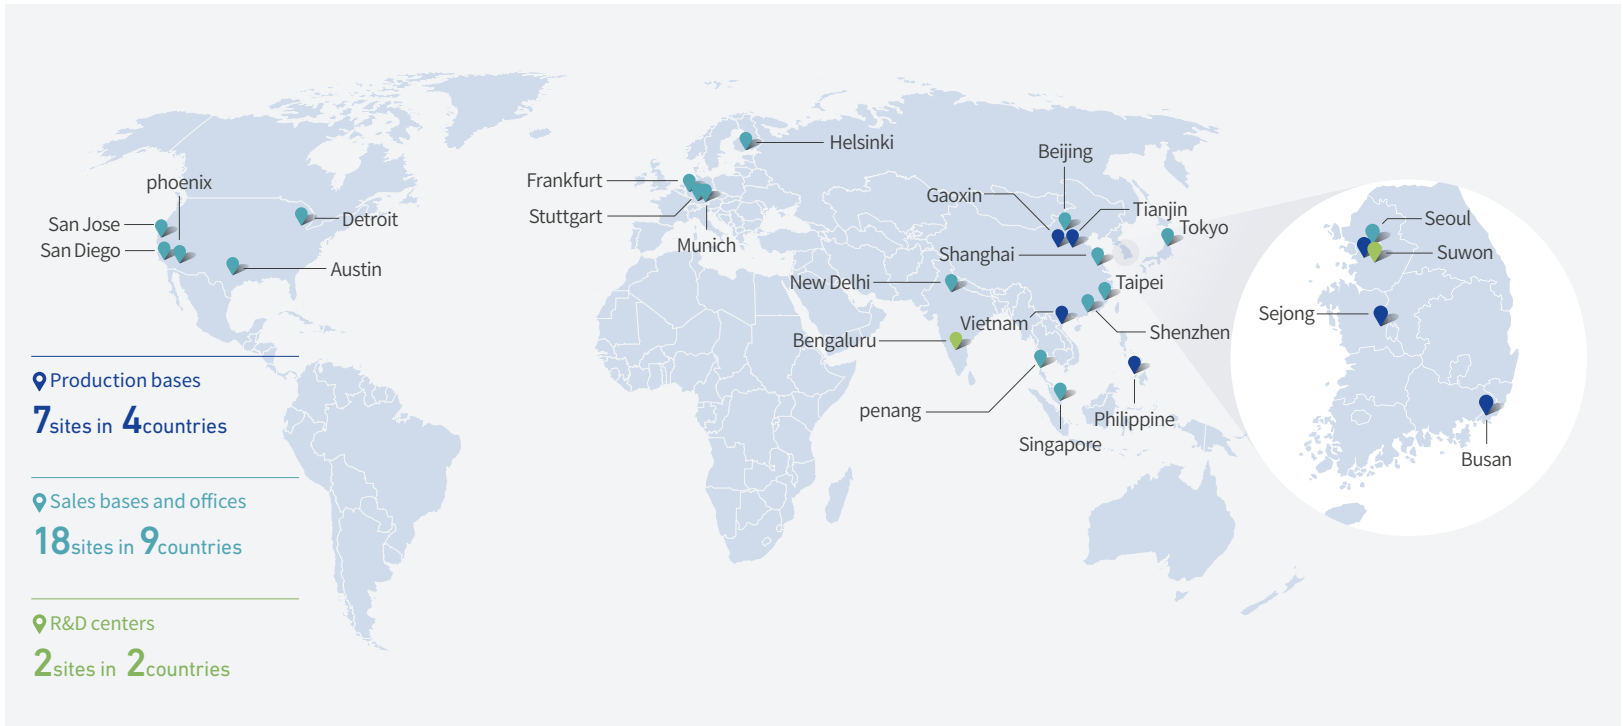 Helsinki
Beijing
Frankfurt
phoenix
Gaoxin
Tianjin
Stuttgart
Seoul
San Jose
Detroit
Tokyo
Munich
San Diego
Shanghai
Suwon
Austin
New Delhi
Taipei
Sejong
Vietnam
Shenzhen
Bengaluru
Production bases
7sites in 4countries
penang
Philippine
Singapore
Busan
Sales bases and offices
18sites in 9countries
R&D centers
2sites in 2countries